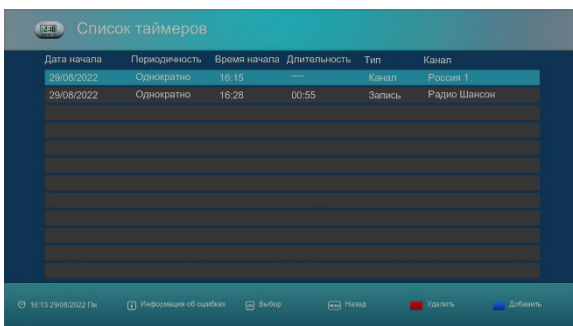 Список таймеров
Дата начала Периодичность Время начала Длительность Тип Канал
29/08/2022 Однократно 16:15 ---- Канал Россия 1
29/08/2022 Однократно 16:28 00:55 Запись Радио Шансон
16:13 29/08/2022 Пн Информация об ошибках Выбор Назад Удалить Добавить